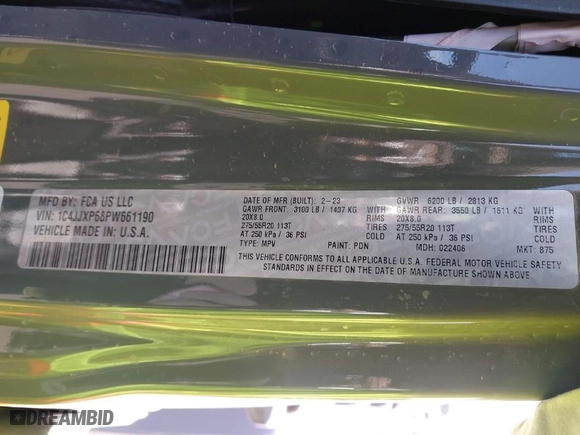 MFD BY: FCA US LLC
VIN: 1C4JJXP68PW661190
VEHICLE MADE IN: U.S.A.
DATE OF MFR (BUILT): 2-23 GVWR 6200 LB / 2813 KG
GAWR FRONT: 3100 LB / 1407 KG GAWR REAR: 3550 LB / 1611 KG
20X8.0 RIMS 20X8.0 RIMS
275/55R20 113T TIRES 275/55R20 113T TIRES
AT 250 kPa / 36 PSI AT 250 kPa / 36 PSI
TYPE: MPV PAINT: PDN MDH: 022406 MKT: 875
THIS VEHICLE CONFORMS TO ALL APPLICABLE U.S.A. FEDERAL MOTOR VEHICLE SAFETY
STANDARDS IN EFFECT ON THE DATE OF MANUFACTURE SHOWN ABOVE.
DREAMBID